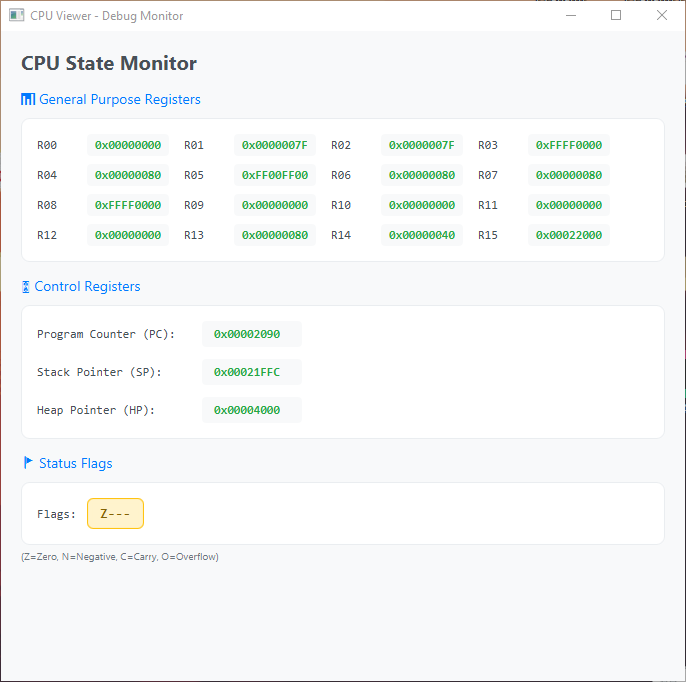 CPU Viewer - Debug Monitor
CPU State Monitor
General Purpose Registers
R00 0x00000000 R01 0x0000007F R02 0x0000007F R03 0xFFFF0000
R04 0x00000080 R05 0xFF00FF00 R06 0x00000080 R07 0x00000080
R08 0xFFFF0000 R09 0x00000000 R10 0x00000000 R11 0x00000000
R12 0x00000000 R13 0x00000080 R14 0x00000040 R15 0x00022000
Control Registers
Program Counter (PC): 0x00002090
Stack Pointer (SP): 0x00021FFC
Heap Pointer (HP): 0x00004000
Status Flags
Flags: Z---
(Z=Zero, N=Negative, C=Carry, O=Overflow)